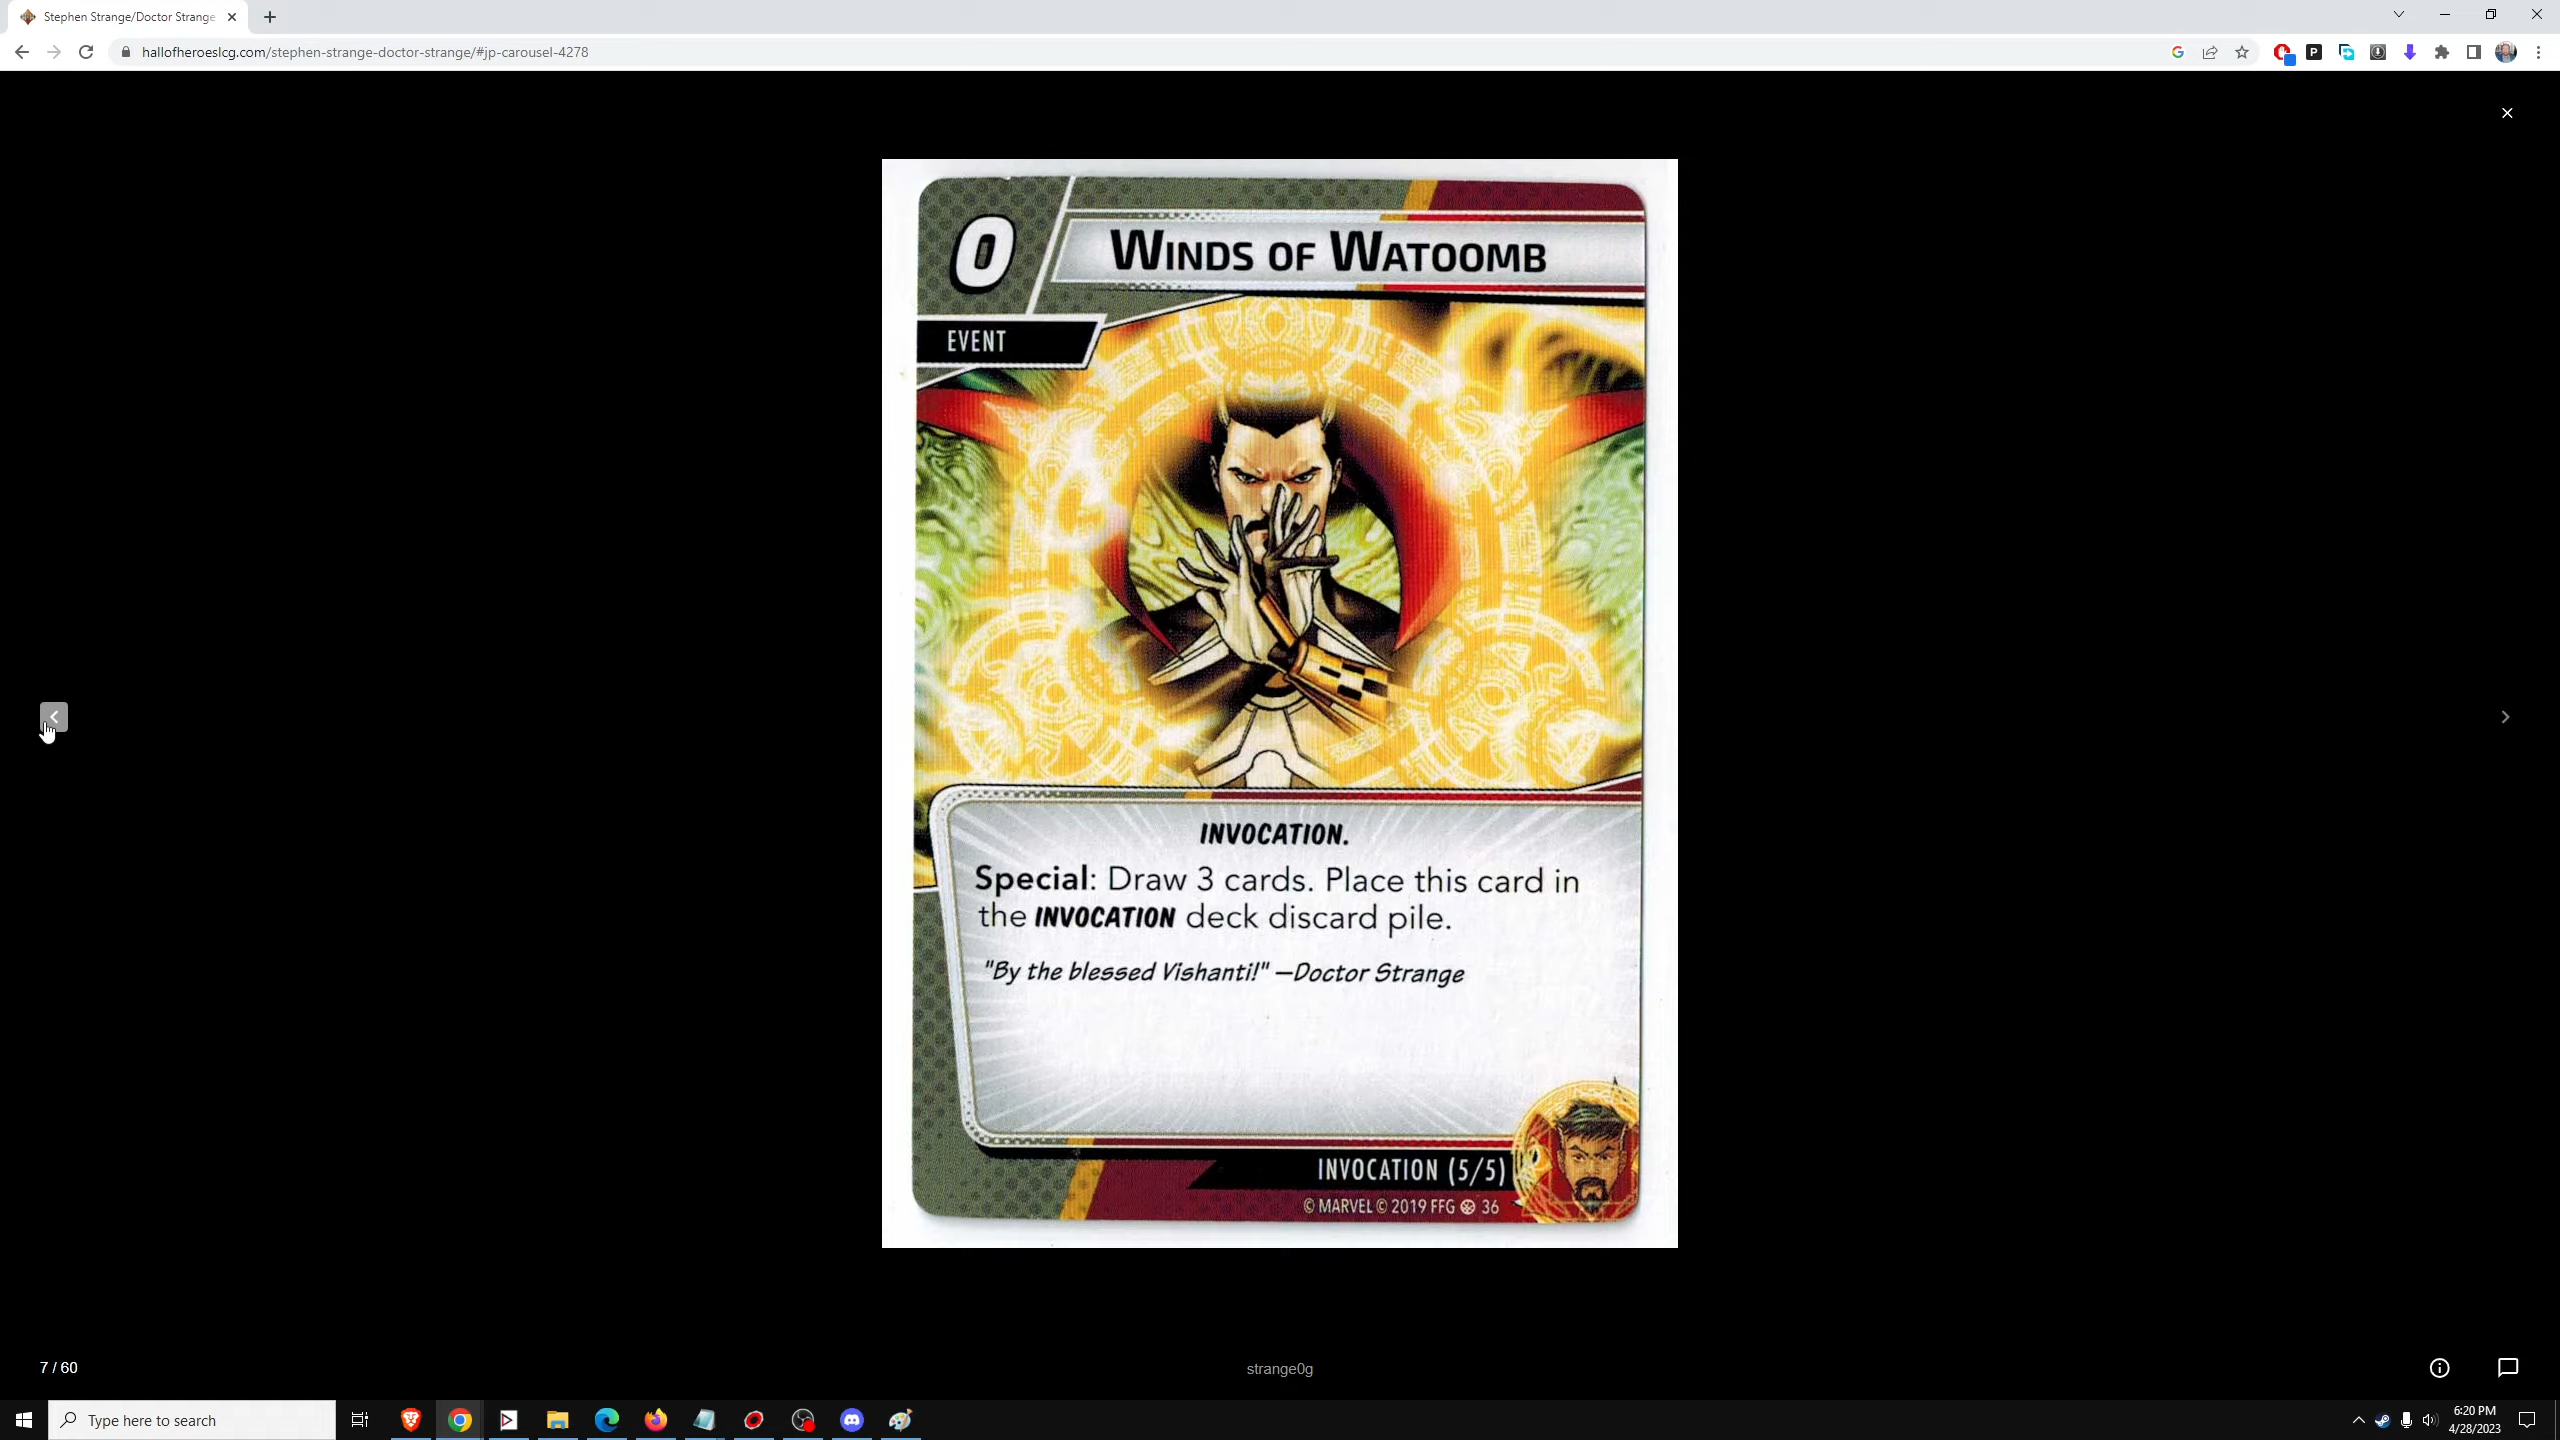 Stephen Strange/Doctor Strange
hallofheroeslcg.com/stephen-strange-doctor-strange/#jp-carousel-4278
0
WINDS OF WATOOMB
EVENT
INVOCATION.
Special: Draw 3 cards. Place this card in
the INVOCATION deck discard pile.
"By the blessed Vishanti!" —Doctor Strange
INVOCATION (5/5)
© MARVEL © 2019 FFG 36
7 / 60
strange0g
Type here to search
6:20 PM
4/28/2023